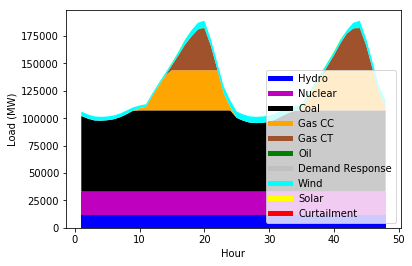 175000
150000
125000
100000
75000
50000
25000
0
Load (MW)
0 10 20 30 40 50
Hour
Hydro
Nuclear
Coal
Gas CC
Gas CT
Oil
Demand Response
Wind
Solar
Curtailment